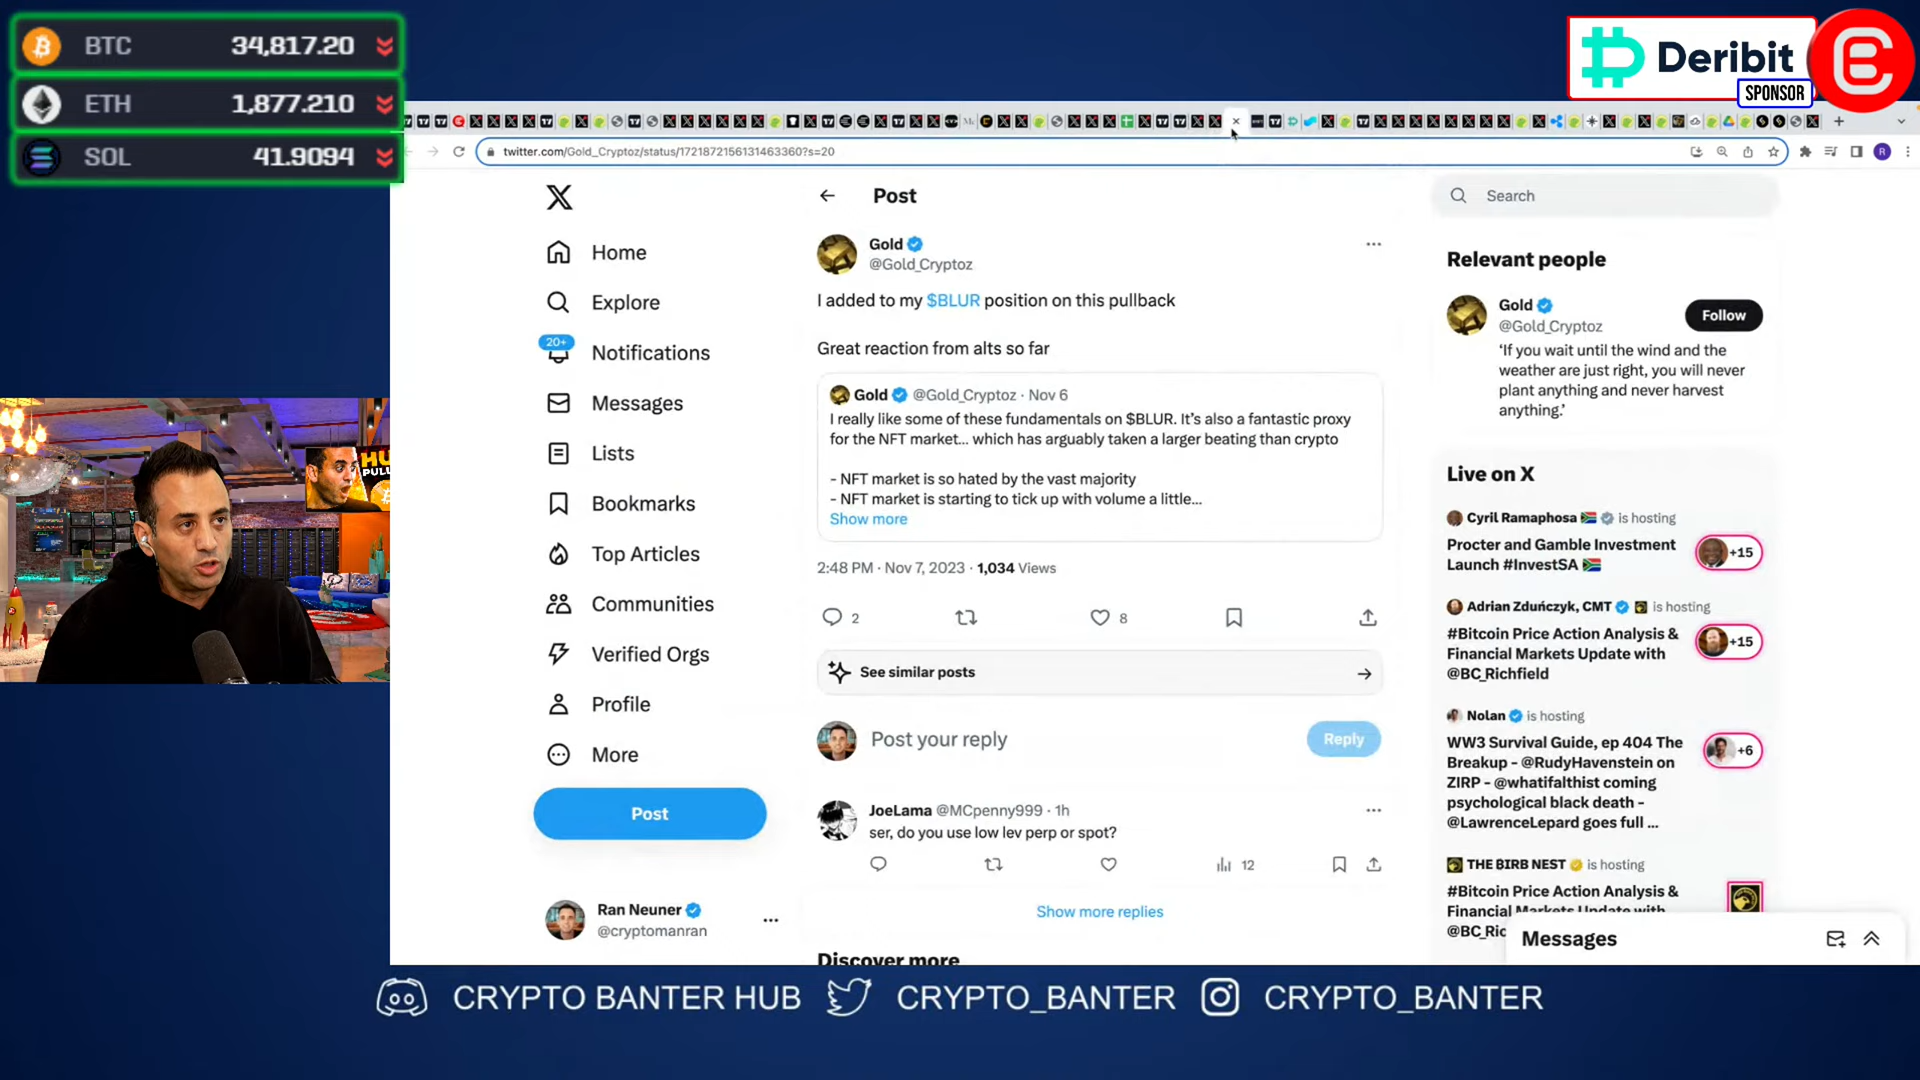 BTC 34,817.20
ETH 1,877.210
SOL 41.9094
Deribit
SPONSOR
twitter.com/Gold_Cryptoz/status/1721872156131463360?s=20
R
Home
Explore
20+
Notifications
Messages
Lists
Bookmarks
Top Articles
Communities
Verified Orgs
Profile
More
Post
Ran Neuner
@cryptomanran
Post
Gold
@Gold_Cryptoz
I added to my $BLUR position on this pullback
Great reaction from alts so far
Gold @Gold_Cryptoz · Nov 6
I really like some of these fundamentals on $BLUR. It's also a fantastic proxy
for the NFT market... which has arguably taken a larger beating than crypto
- NFT market is so hated by the vast majority
- NFT market is starting to tick up with volume a little...
Show more
2:48 PM · Nov 7, 2023 · 1,034 Views
2 8
See similar posts
Post your reply
Reply
JoeLama @MCpenny999 · 1h
ser, do you use low lev perp or spot?
12
Show more replies
Discover more
Search
Relevant people
Gold
@Gold_Cryptoz
Follow
'If you wait until the wind and the
weather are just right, you will never
plant anything and never harvest
anything.'
Live on X
Cyril Ramaphosa is hosting
Procter and Gamble Investment
Launch #InvestSA
+15
Adrian Zduńczyk, CMT is hosting
#Bitcoin Price Action Analysis &
Financial Markets Update with
@BC_Richfield
+15
Nolan is hosting
WW3 Survival Guide, ep 404 The
Breakup - @RudyHavenstein on
ZIRP - @whatifalthist coming
psychological black death -
@LawrenceLepard goes full ...
+6
THE BIRB NEST is hosting
#Bitcoin Price Action Analysis &
Financial Markets Update with
@BC_Ric
Messages
CRYPTO BANTER HUB CRYPTO_BANTER CRYPTO_BANTER